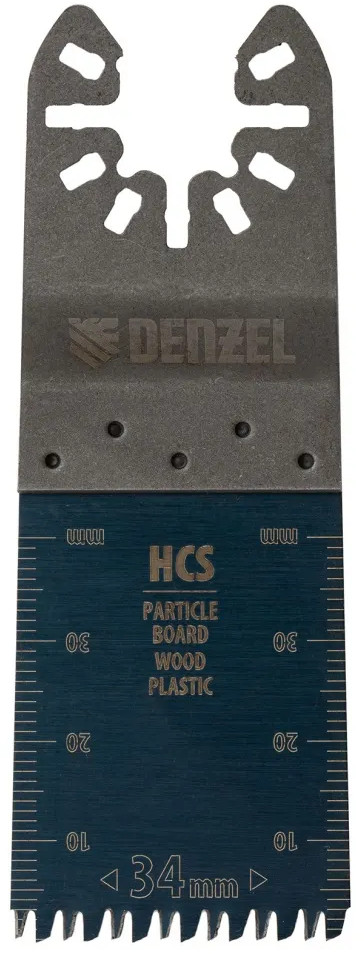 DENZEL
mm mm
HCS
PARTICLE
BOARD
WOOD
PLASTIC
30 30
20 20
10 10
34mm